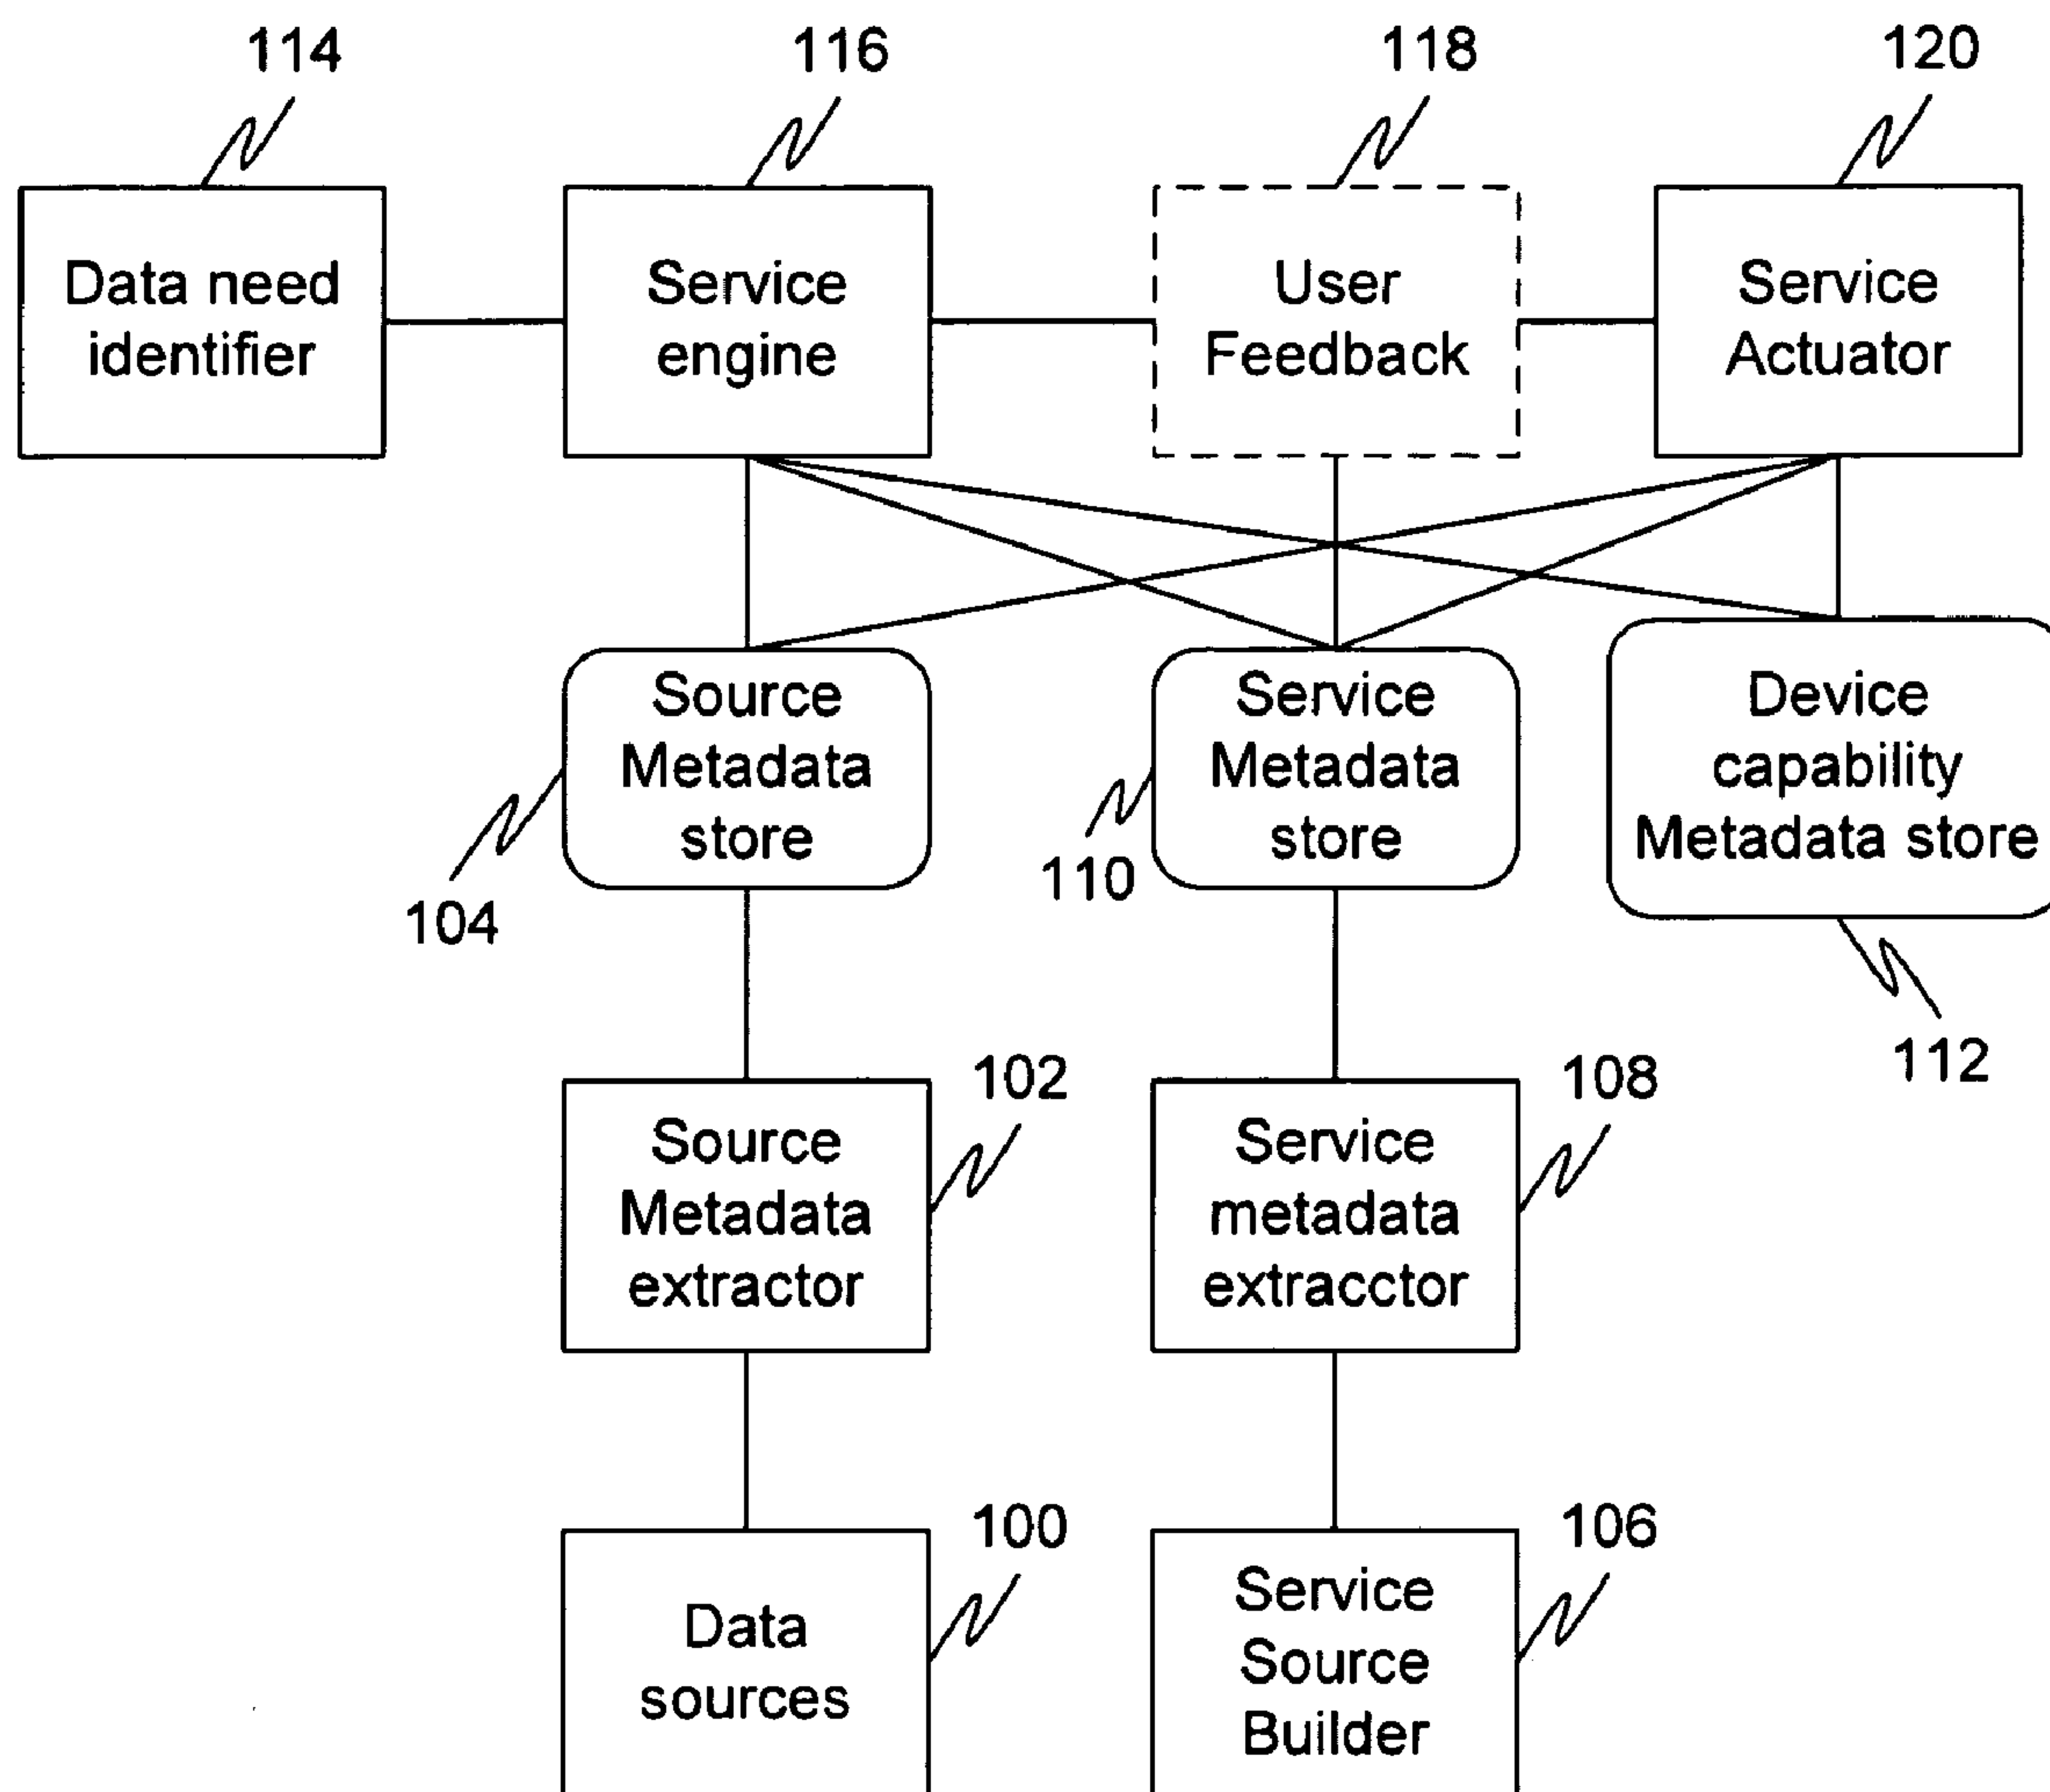 114
116
118
120
Data need
identifier
Service
engine
User
Feedback
Service
Actuator
Source
Metadata
store
Service
Metadata
store
Device
capability
Metadata store
104
110
112
102
108
Source
Metadata
extractor
Service
metadata
extracctor
100
106
Data
sources
Service
Source
Builder